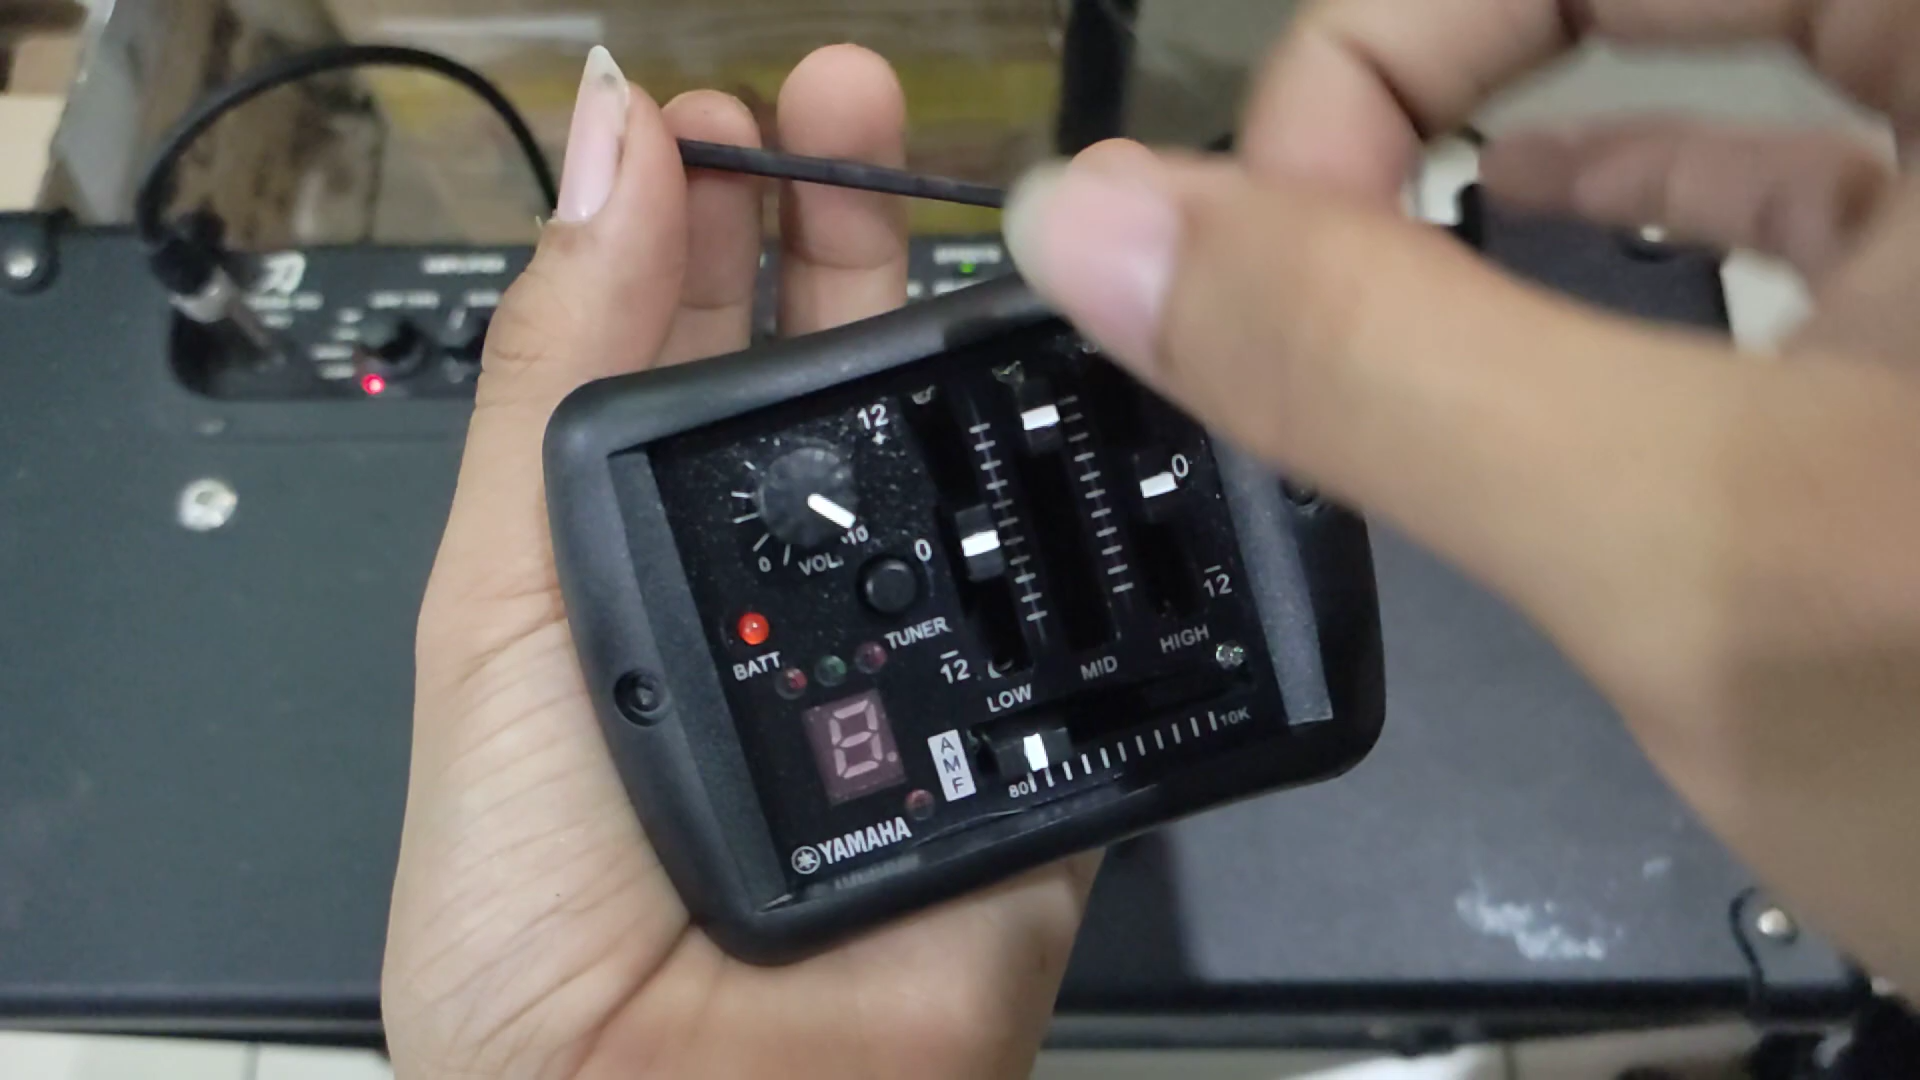 12
+
0
10
VOL.
0
0
TUNER
BATT
12
12
LOW
MID
HIGH
AMF
80
10K
YAMAHA